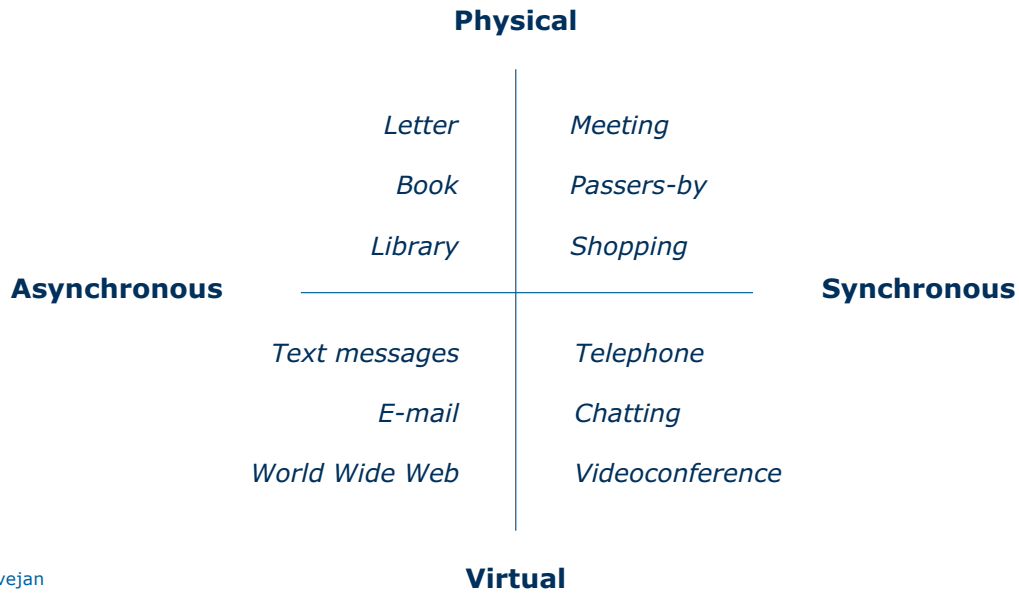 Physical
Letter Meeting
Book Passers-by
Library Shopping
Asynchronous Synchronous
Text messages Telephone
E-mail Chatting
World Wide Web Videoconference
Virtual
vejan